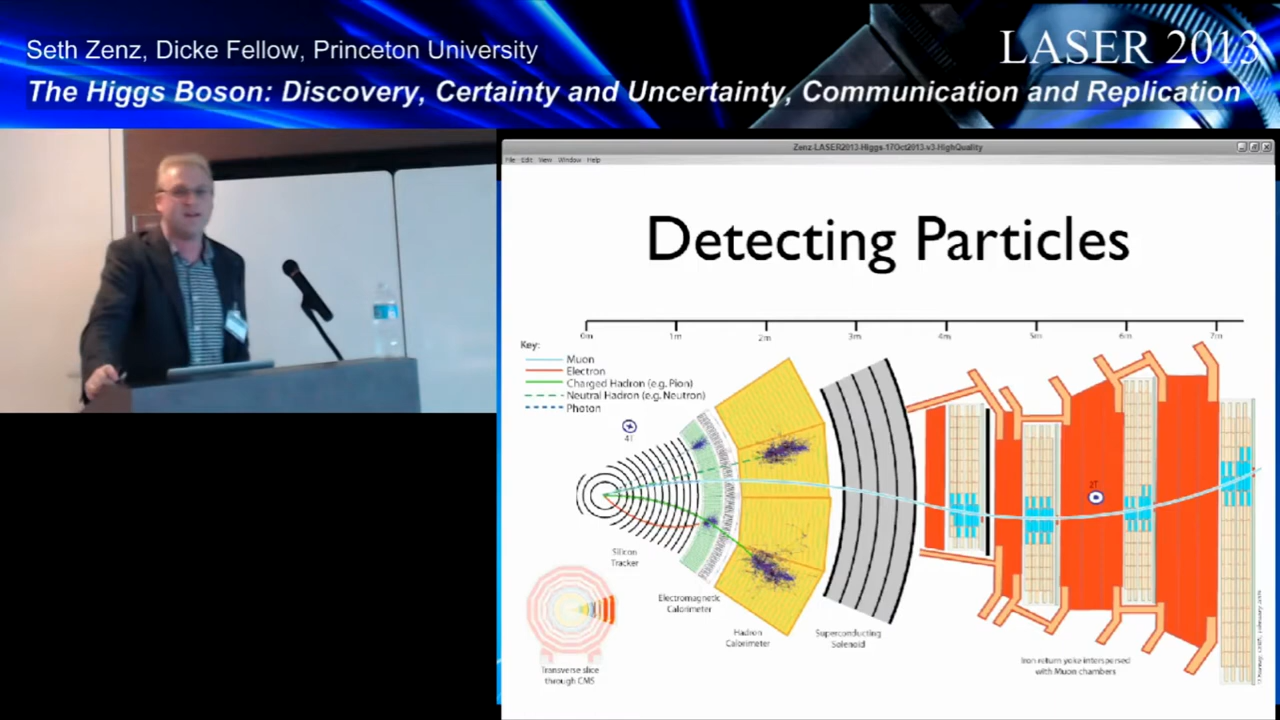 Seth Zenz, Dicke Fellow, Princeton University
LASER 2013
The Higgs Boson: Discovery, Certainty and Uncertainty, Communication and Replication
Zenz-LASER2013-Higgs-17Oct2013.v3-HighQuality
File Edit View Window Help
Detecting Particles
0m 1m 2m 3m 4m 5m 6m 7m
Key:
Muon
Electron
Charged Hadron (e.g. Pion)
Neutral Hadron (e.g. Neutron)
Photon
4T
2T
Silicon
Tracker
Electromagnetic
Calorimeter
Hadron
Calorimeter
Superconducting
Solenoid
Iron return yoke interspersed
with Muon chambers
Transverse slice
through CMS